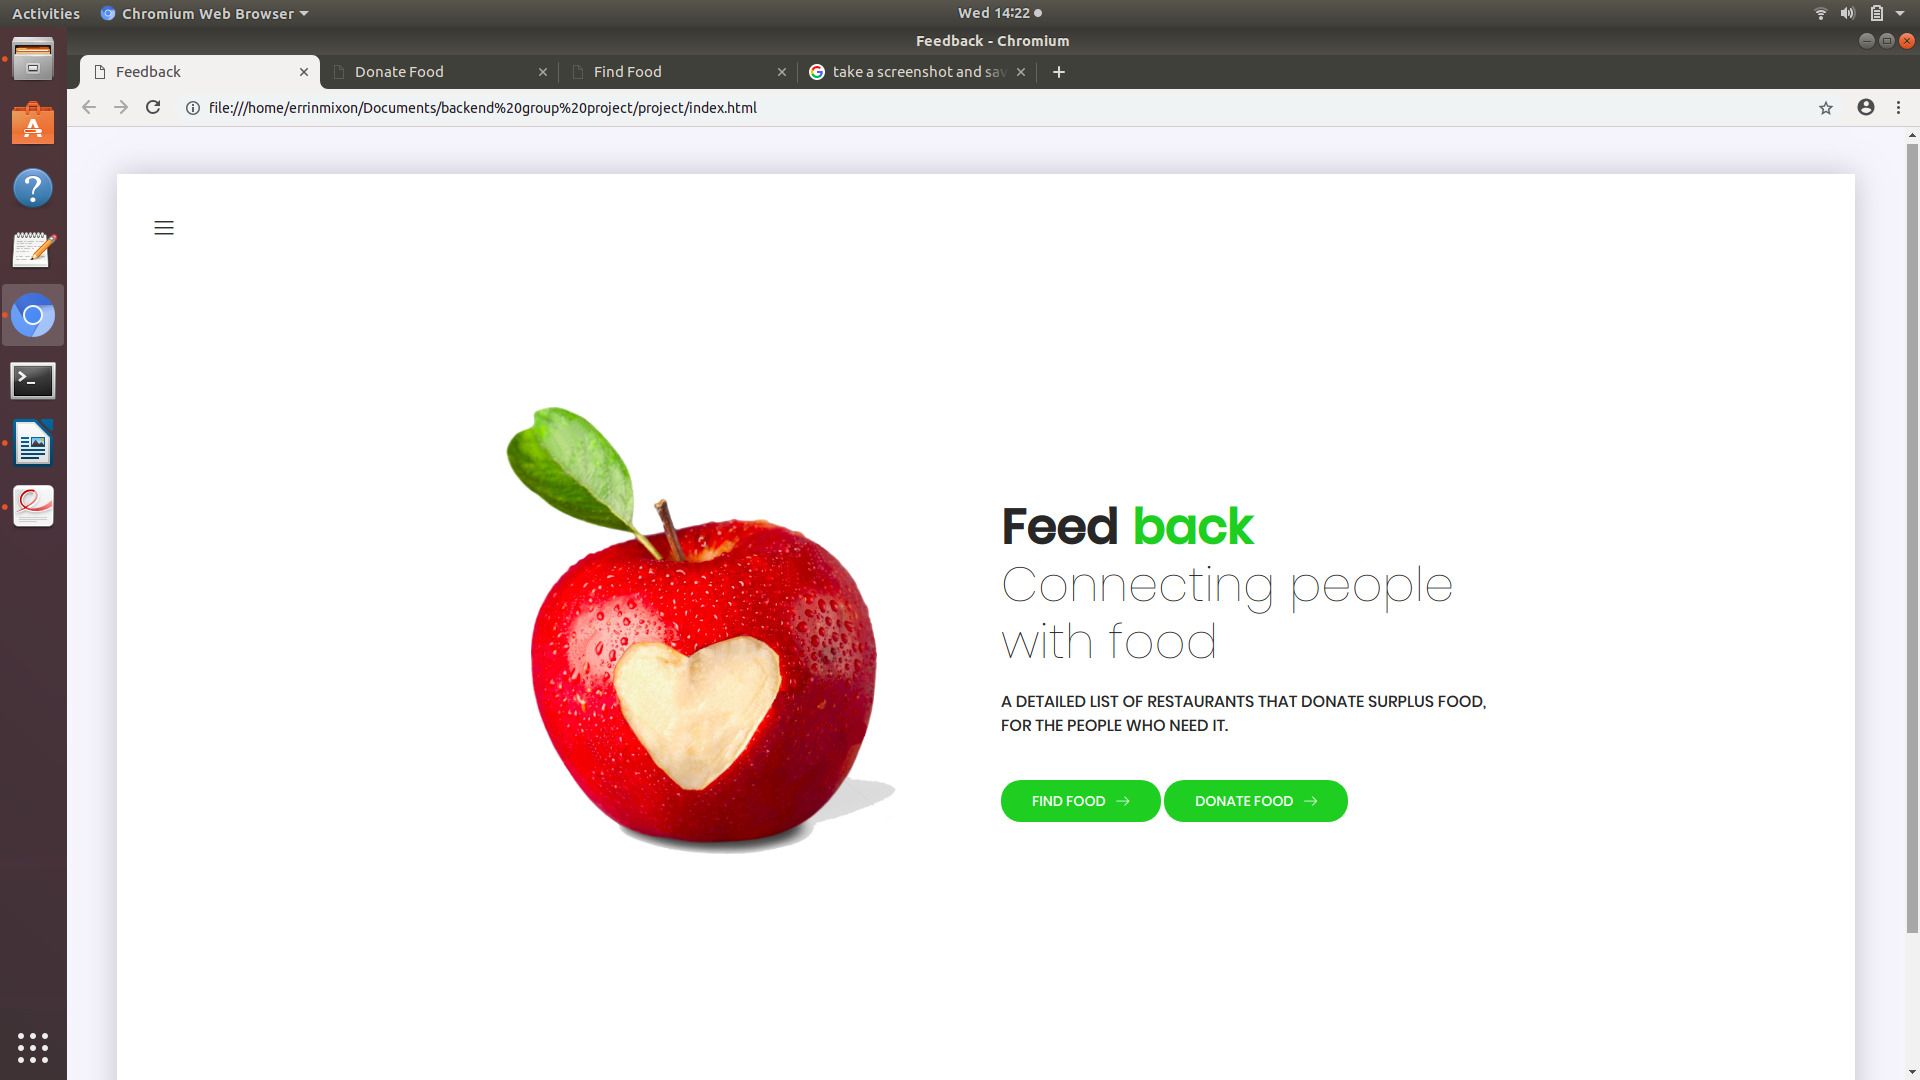 Activities
Chromium Web Browser
Wed 14:22
Feedback - Chromium
Feedback
Donate Food
Find Food
take a screenshot and sav
file:///home/errinmixon/Documents/backend%20group%20project/project/index.html
Feed back
Connecting people
with food
A DETAILED LIST OF RESTAURANTS THAT DONATE SURPLUS FOOD,
FOR THE PEOPLE WHO NEED IT.
FIND FOOD
DONATE FOOD